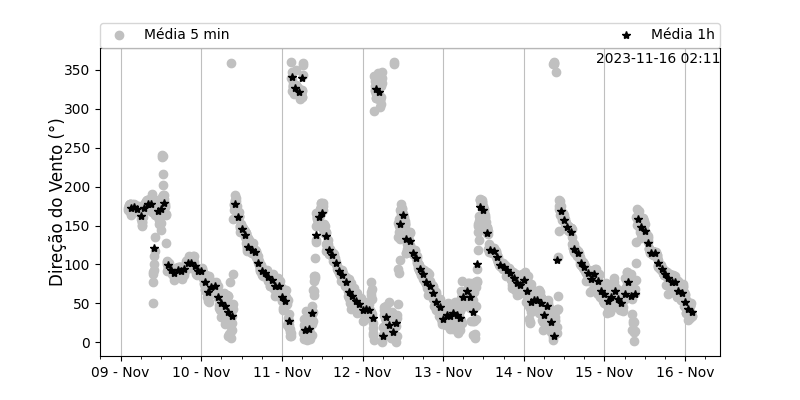 Média 5 min
Média 1h
2023-11-16 02:11
Direção do Vento (°)
350
300
250
200
150
100
50
0
09 - Nov
10 - Nov
11 - Nov
12 - Nov
13 - Nov
14 - Nov
15 - Nov
16 - Nov